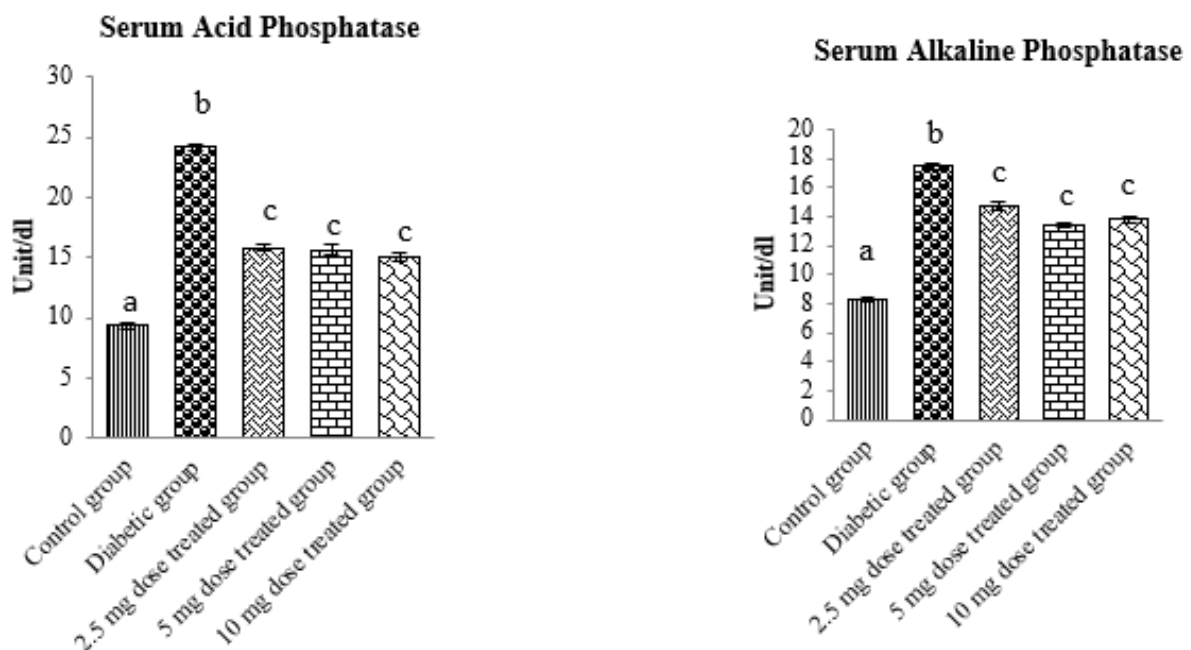 Serum Acid Phosphatase
30
25
20
15
10
5
0
Unit/dl
a
b
c
c
c
Control group
Diabetic group
2.5 mg dose treated group
5 mg dose treated group
10 mg dose treated group
Serum Alkaline Phosphatase
20
18
16
14
12
10
8
6
4
2
0
Unit/dl
a
b
c
c
c
Control group
Diabetic group
2.5 mg dose treated group
5 mg dose treated group
10 mg treated group